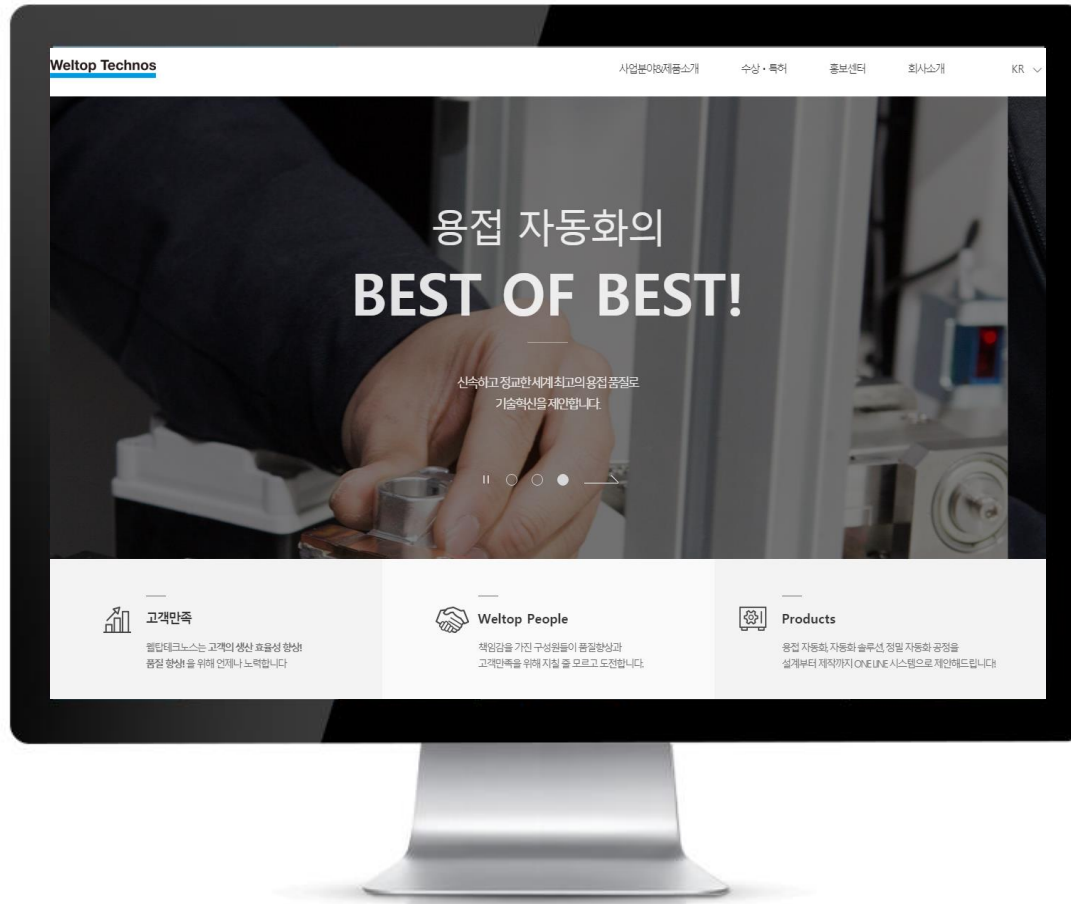 Weltop Technos
사업분야&제품소개
수상・특허
홍보센터
회사소개
KR
용접 자동화의
BEST OF BEST!
신속하고 정교한 세계 최고의 용접 품질로
기술혁신을 제안합니다.
고객만족
웰탑테크노스는 고객의 생산 효율성 향상!
품질 향상! 을 위해 언제나 노력합니다
Weltop People
책임감을 가진 구성원들이 품질향상과
고객만족을 위해 지칠 줄 모르고 도전합니다.
Products
용접 자동화, 자동화 솔루션, 정밀 자동화 공정을
설계부터 제작까지 ONE LINE 시스템으로 제안해드립니다!